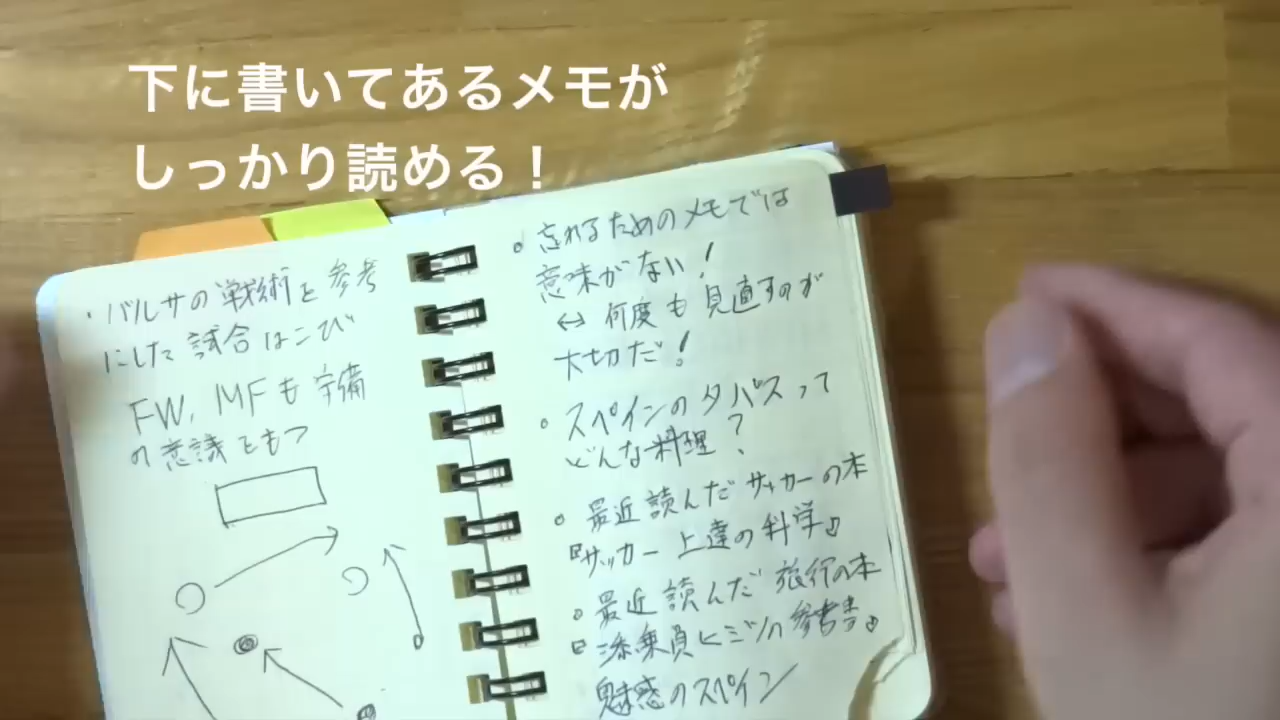 下に書いてあるメモが
しっかり読める！
・バルサの戦術を参考
にした試合はこび
FW, MFも守備
の意識をもつ
○ 忘れるためのメモでは
意味がない！
↔ 何度も見直すのが
大切だ！
○ スペインのタパスって
どんな料理？
○ 最近読んだサッカーの本
『サッカー上達の科学』
○ 最近読んだ旅行の本
『添乗員ヒミツの参考書』
魅惑のスペイン